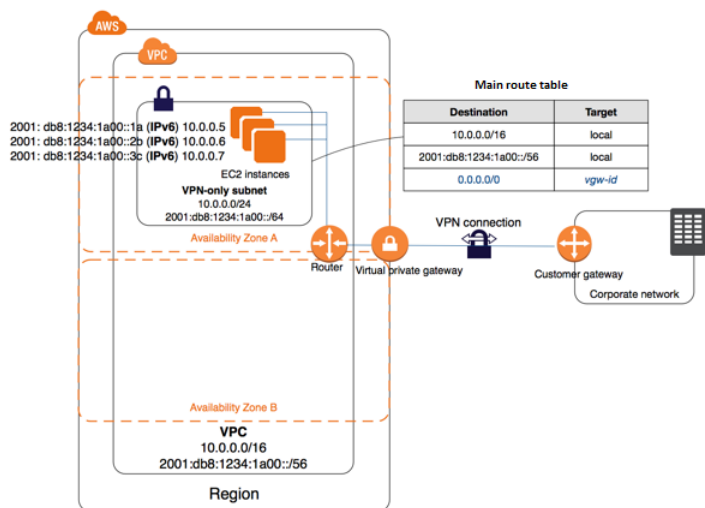 AWS
VPC
Main route table
Destination Target
10.0.0.0/16 local
2001:db8:1234:1a00::/56 local
0.0.0.0/0 vgw-id
2001: db8:1234:1a00::1a (IPv6) 10.0.0.5
2001: db8:1234:1a00::2b (IPv6) 10.0.0.6
2001: db8:1234:1a00::3c (IPv6) 10.0.0.7
EC2 instances
VPN-only subnet
10.0.0.0/24
2001:db8:1234:1a00::/64
Availability Zone A
Router
Virtual private gateway
VPN connection
Customer gateway
Corporate network
Availability Zone B
VPC
10.0.0.0/16
2001:db8:1234:1a00::/56
Region